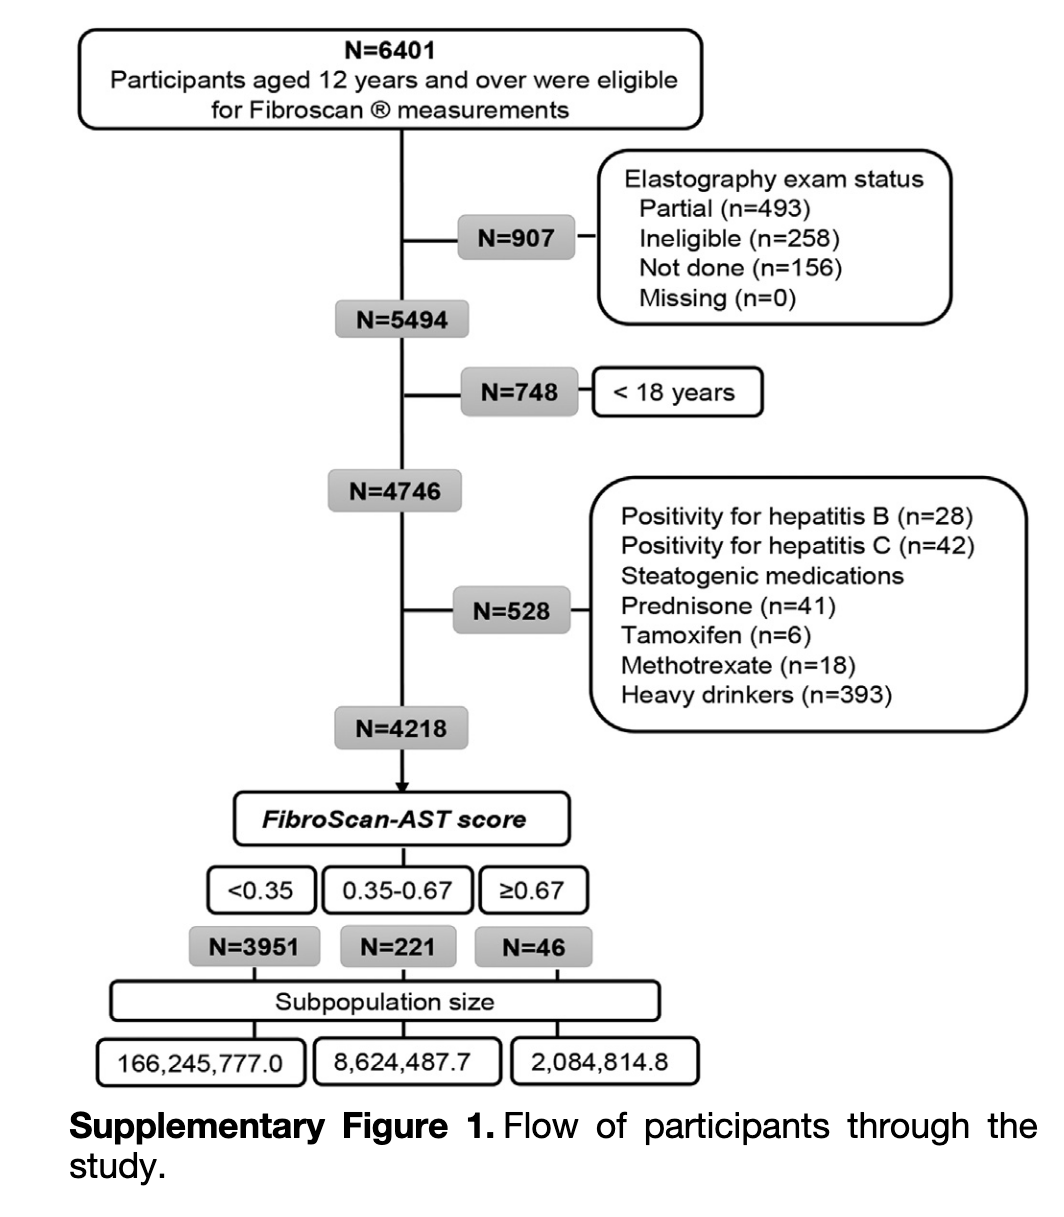 N=6401
Participants aged 12 years and over were eligible
for Fibroscan ® measurements
Elastography exam status
Partial (n=493)
Ineligible (n=258)
Not done (n=156)
Missing (n=0)
N=907
N=5494
N=748
< 18 years
N=4746
Positivity for hepatitis B (n=28)
Positivity for hepatitis C (n=42)
Steatogenic medications
Prednisone (n=41)
Tamoxifen (n=6)
Methotrexate (n=18)
Heavy drinkers (n=393)
N=528
N=4218
FibroScan-AST score
<0.35
0.35-0.67
≥0.67
N=3951
N=221
N=46
Subpopulation size
166,245,777.0
8,624,487.7
2,084,814.8
Supplementary Figure 1. Flow of participants through the
study.